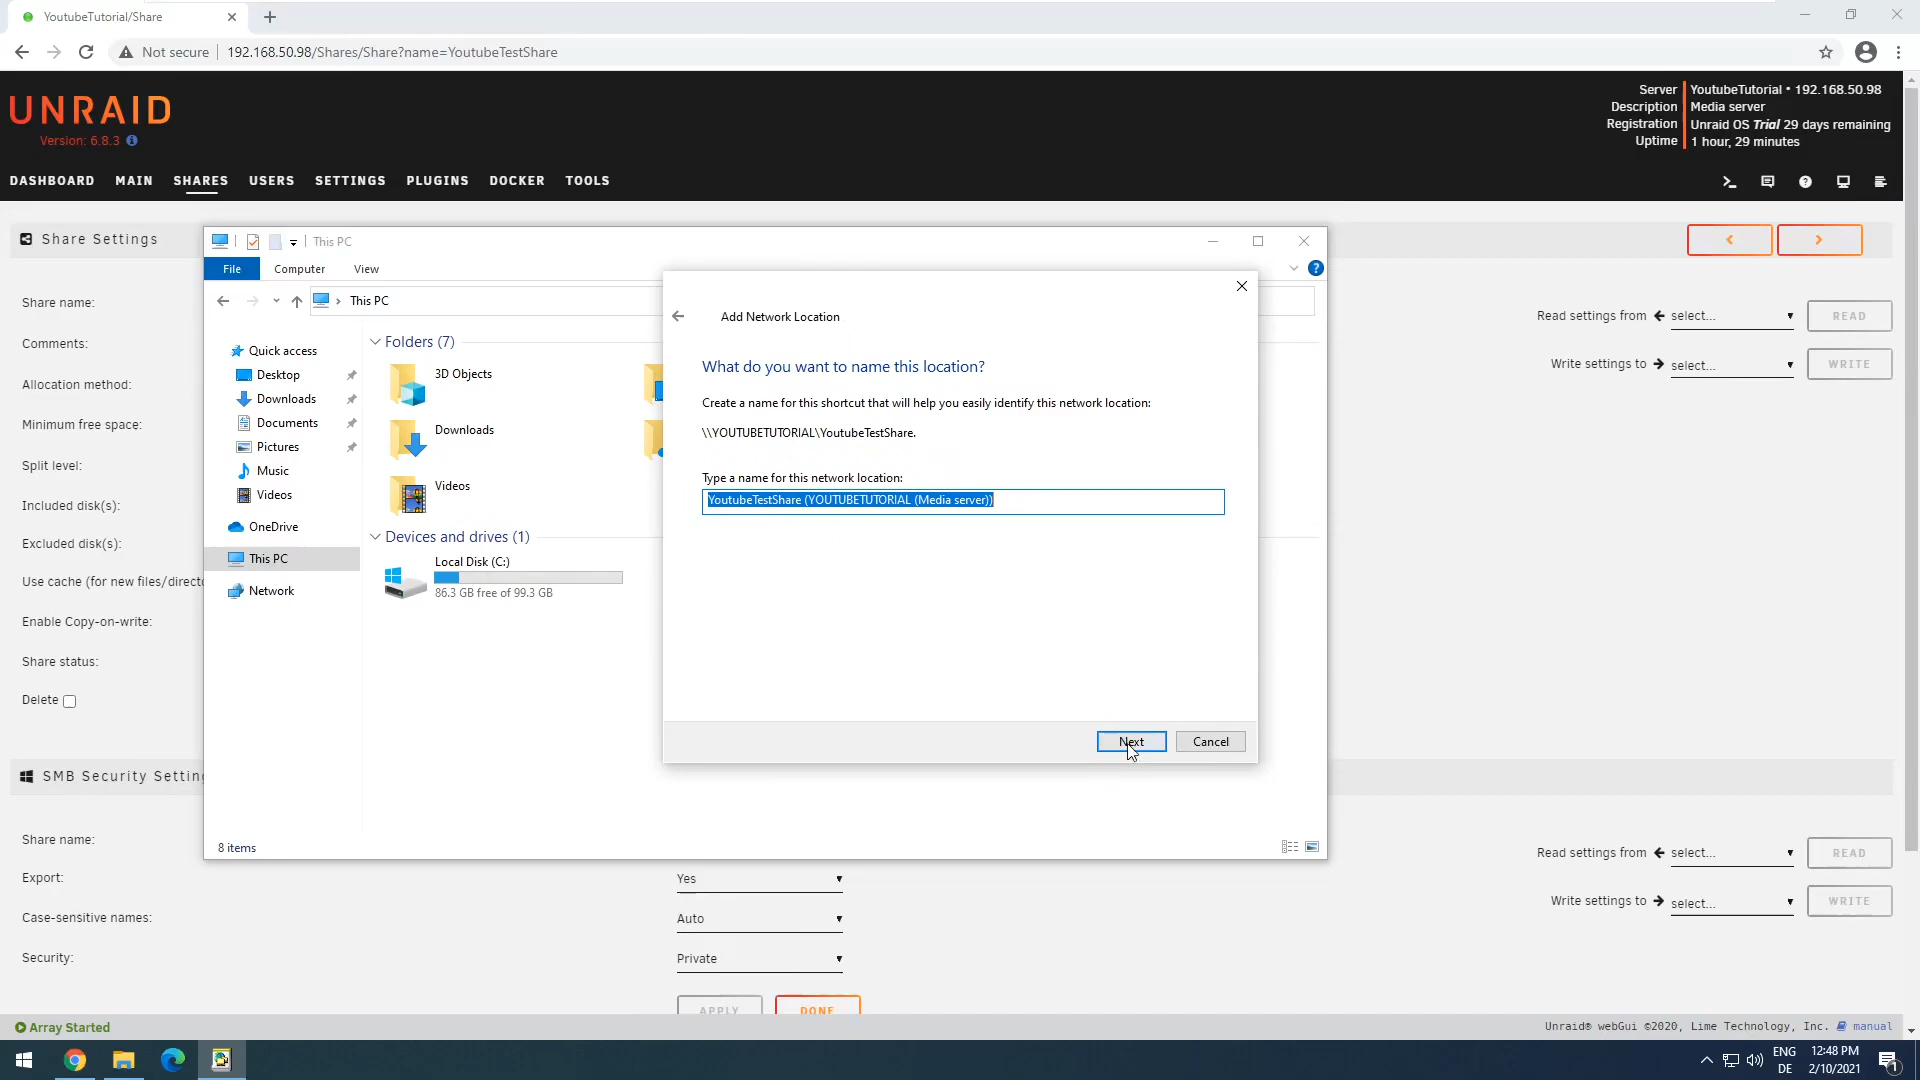 YoutubeTutorial/Share
Not secure
192.168.50.98/Shares/Share?name=YoutubeTestShare
UNRAID
Version: 6.8.3
Server
YoutubeTutorial • 192.168.50.98
Description
Media server
Registration
Unraid OS Trial 29 days remaining
Uptime
1 hour, 29 minutes
DASHBOARD MAIN SHARES USERS SETTINGS PLUGINS DOCKER TOOLS
Share Settings
Share name:
Comments:
Allocation method:
Minimum free space:
Split level:
Included disk(s):
Excluded disk(s):
Use cache (for new files/directo
Enable Copy-on-write:
Share status:
Delete
Read settings from select... READ
Write settings to select... WRITE
This PC
File Computer View
This PC
Quick access
Desktop
Downloads
Documents
Pictures
Music
Videos
OneDrive
This PC
Network
Folders (7)
3D Objects
Downloads
Videos
Devices and drives (1)
Local Disk (C:)
86.3 GB free of 99.3 GB
8 items
Add Network Location
What do you want to name this location?
Create a name for this shortcut that will help you easily identify this network location:
\\YOUTUBETUTORIAL\YoutubeTestShare.
Type a name for this network location:
YoutubeTestShare (YOUTUBETUTORIAL (Media server))
Next Cancel
SMB Security Setting
Share name:
Export:
Yes
Case-sensitive names:
Auto
Security:
Private
Read settings from select... READ
Write settings to select... WRITE
APPLY DONE
Array Started
Unraid® webGui ©2020, Lime Technology, Inc. manual
ENG
DE
12:48 PM
2/10/2021
1